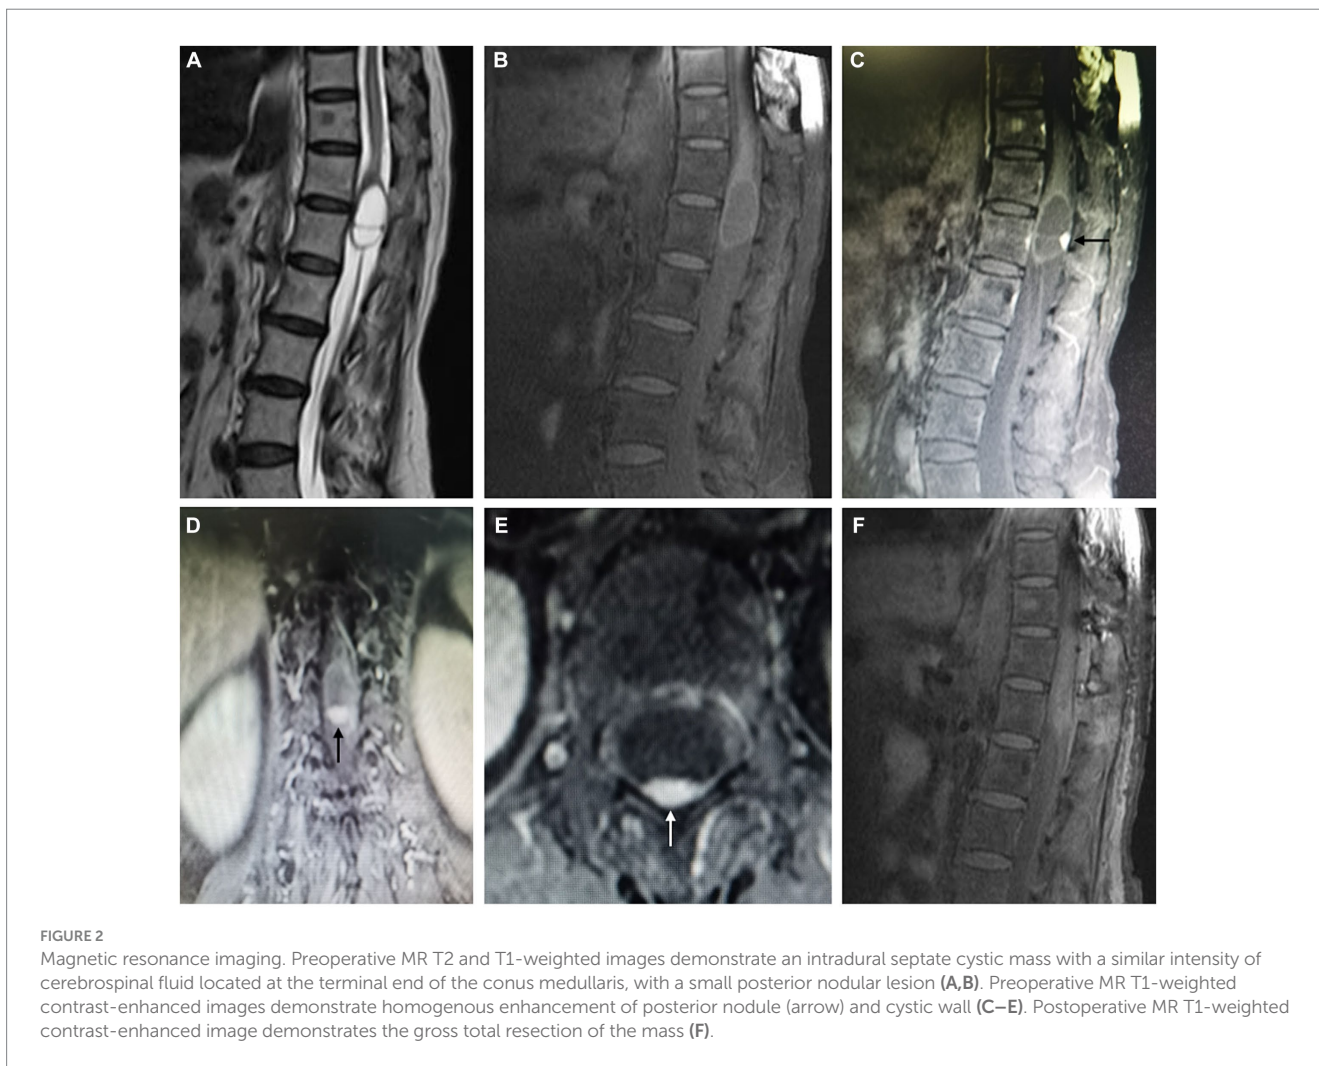 A
B
C
D
E
F
FIGURE 2
Magnetic resonance imaging. Preoperative MR T2 and T1-weighted images demonstrate an intradural septate cystic mass with a similar intensity of
cerebrospinal fluid located at the terminal end of the conus medullaris, with a small posterior nodular lesion (A,B). Preoperative MR T1-weighted
contrast-enhanced images demonstrate homogenous enhancement of posterior nodule (arrow) and cystic wall (C–E). Postoperative MR T1-weighted
contrast-enhanced image demonstrates the gross total resection of the mass (F).